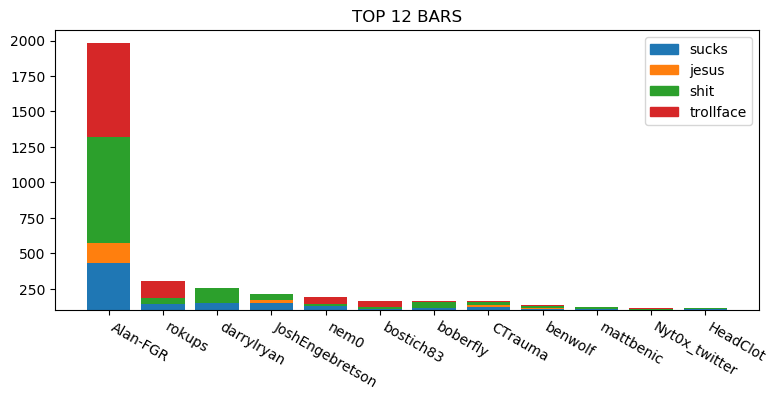 TOP 12 BARS
2000
1750
1500
1250
1000
750
500
250
sucks
jesus
shit
trollface
Alan-FGR
rokups
darrylryan
JoshEngebretson
nem0
bostich83
boberfly
CTrauma
benwolf
mattbenic
Nyt0x_twitter
HeadClot